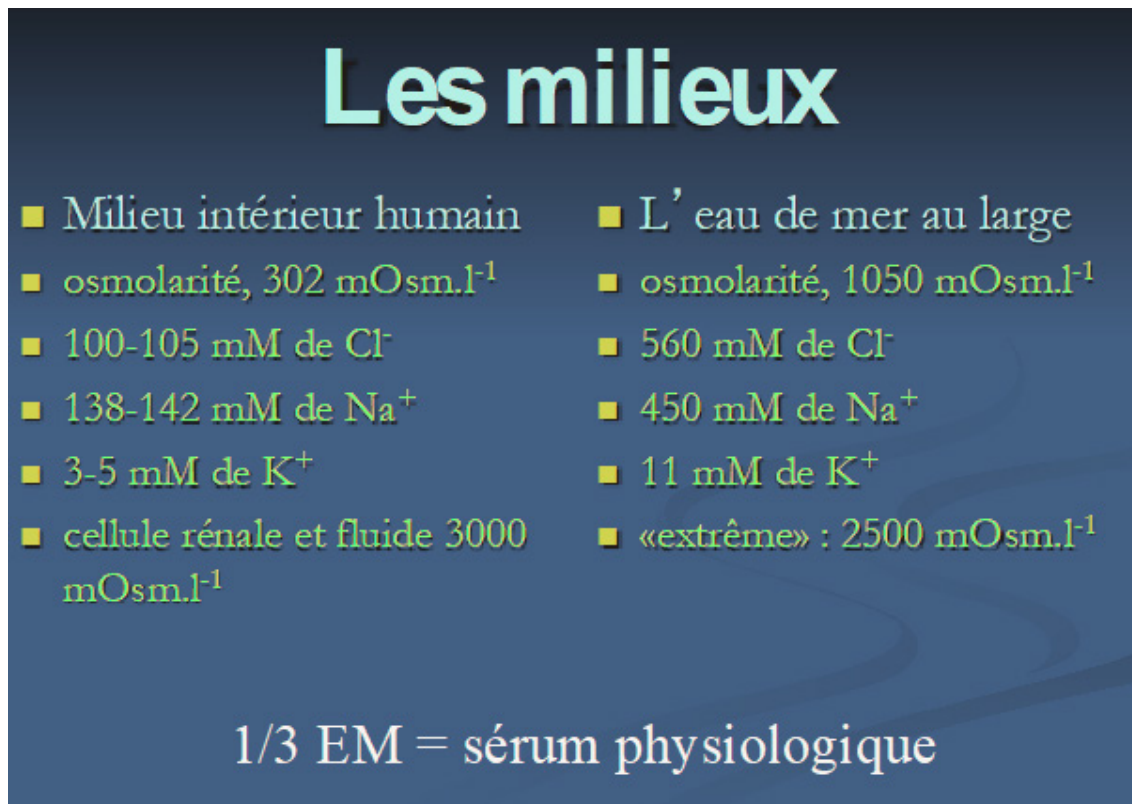 Les milieux
Milieu intérieur humain
osmolarité, 302 mOsm.l⁻¹
100-105 mM de Cl⁻
138-142 mM de Na⁺
3-5 mM de K⁺
cellule rénale et fluide 3000
mOsm.l⁻¹
L’ eau de mer au large
osmolarité, 1050 mOsm.l⁻¹
560 mM de Cl⁻
450 mM de Na⁺
11 mM de K⁺
«extrême» : 2500 mOsm.l⁻¹
1/3 EM = sérum physiologique